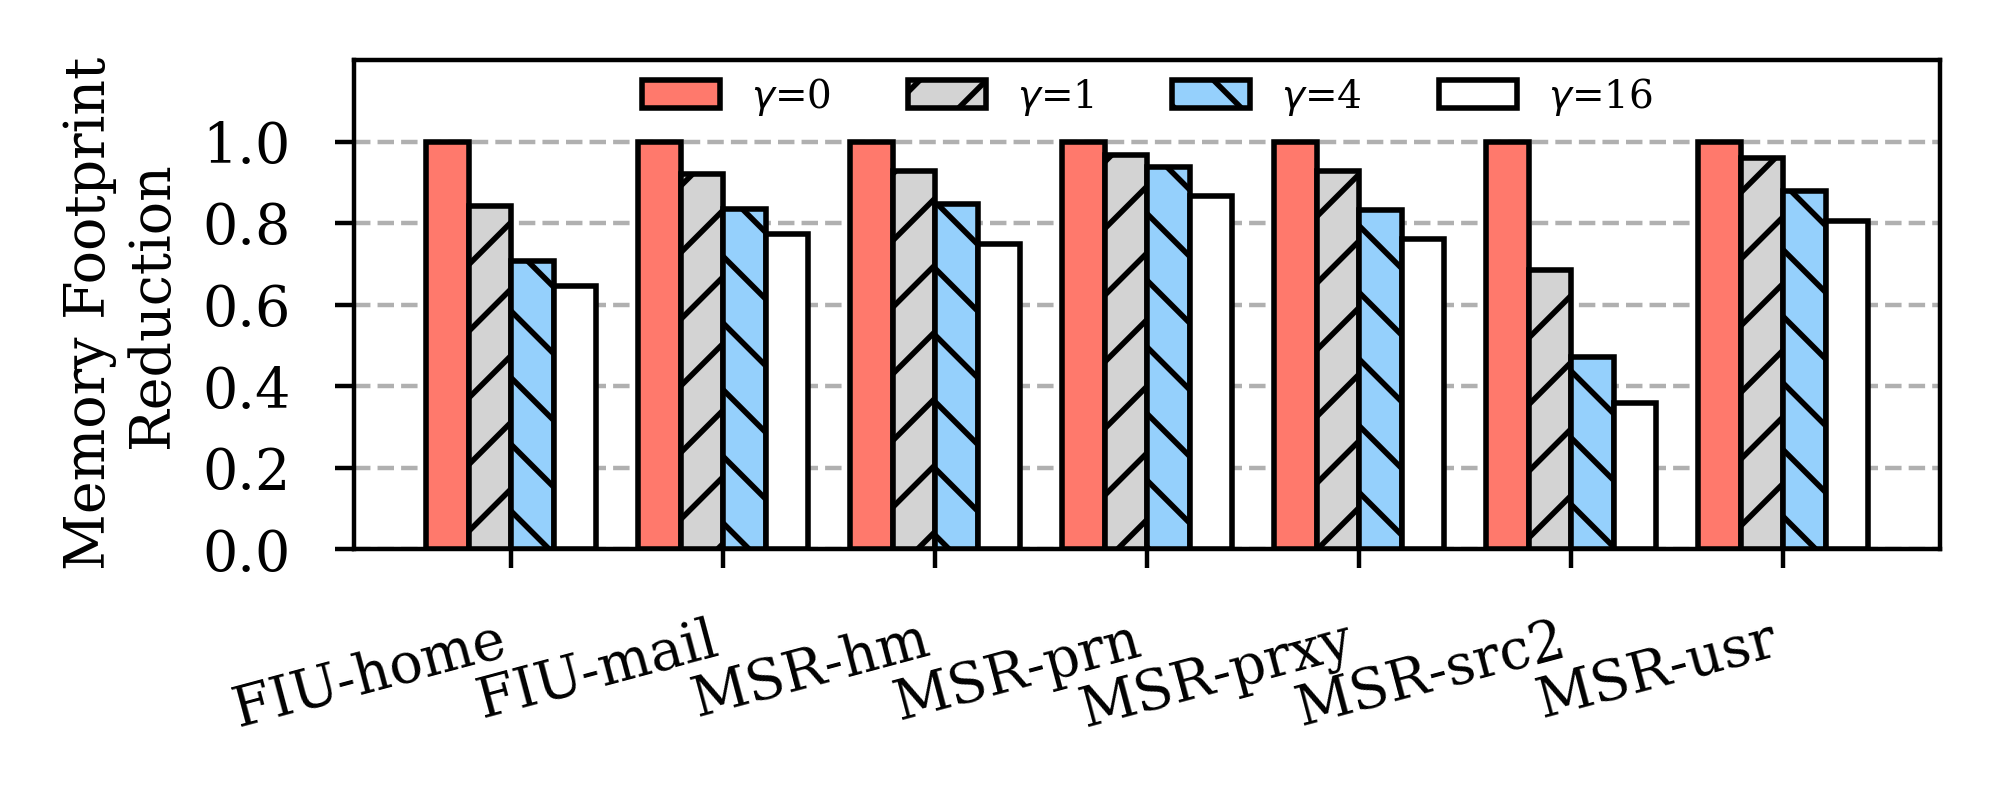 Memory Footprint
Reduction
γ=0 γ=1 γ=4 γ=16
1.0
0.8
0.6
0.4
0.2
0.0
FIU-home
FIU-mail
MSR-hm
MSR-prn
MSR-prxy
MSR-src2
MSR-usr